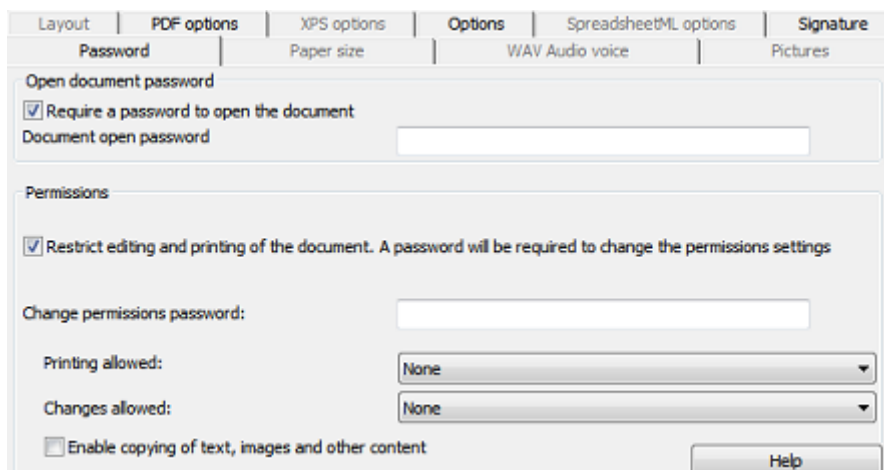 Layout PDF options XPS options Options SpreadsheetML options Signature
Password Paper size WAV Audio voice Pictures
Open document password
Require a password to open the document
Document open password
Permissions
Restrict editing and printing of the document. A password will be required to change the permissions settings
Change permissions password:
Printing allowed: None
Changes allowed: None
Enable copying of text, images and other content
Help